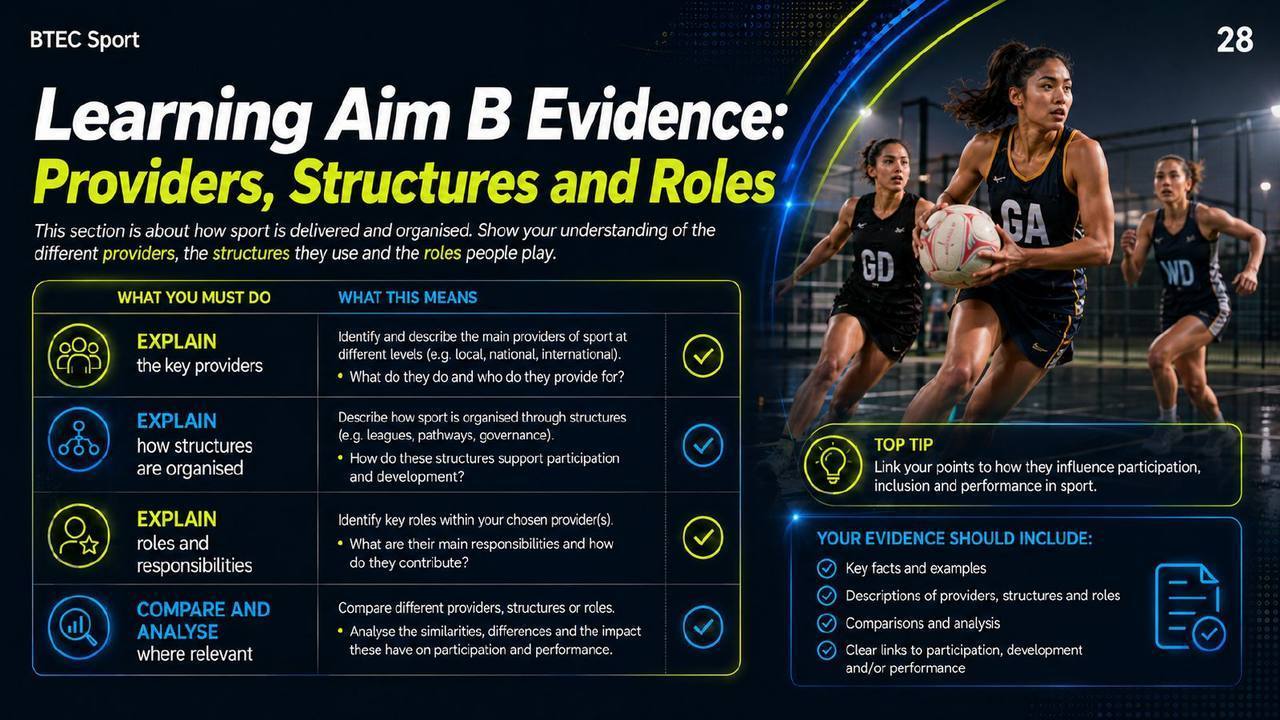 BTEC Sport
28
Learning Aim B Evidence:
Providers, Structures and Roles
This section is about how sport is delivered and organised. Show your understanding of the
different providers, the structures they use and the roles people play.
WHAT YOU MUST DO
WHAT THIS MEANS
EXPLAIN
the key providers
Identify and describe the main providers of sport at
different levels (e.g. local, national, international).
• What do they do and who do they provide for?
EXPLAIN
how structures
are organised
Describe how sport is organised through structures
(e.g. leagues, pathways, governance).
• How do these structures support participation
and development?
EXPLAIN
roles and
responsibilities
Identify key roles within your chosen provider(s).
• What are their main responsibilities and how
do they contribute?
COMPARE AND
ANALYSE
where relevant
Compare different providers, structures or roles.
• Analyse the similarities, differences and the impact
these have on participation and performance.
GD
GA
WD
TOP TIP
Link your points to how they influence participation,
inclusion and performance in sport.
YOUR EVIDENCE SHOULD INCLUDE:
Key facts and examples
Descriptions of providers, structures and roles
Comparisons and analysis
Clear links to participation, development
and/or performance